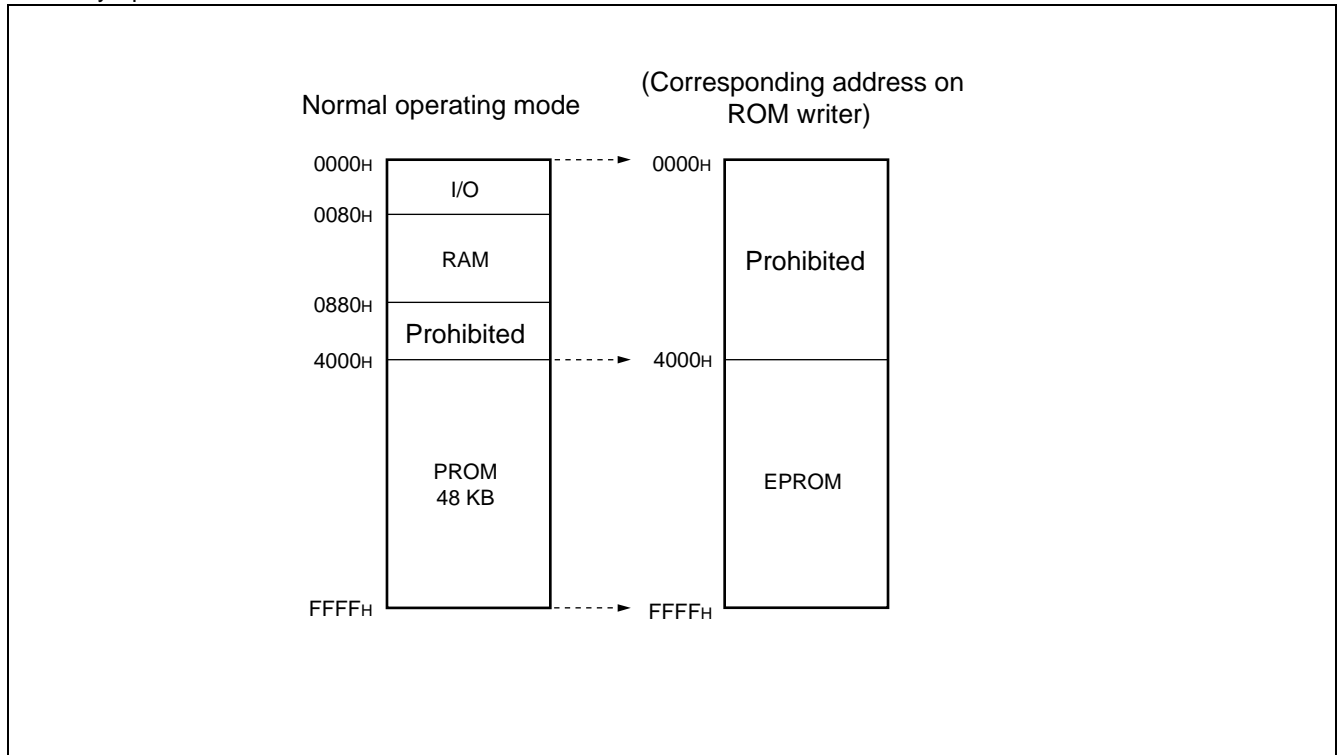 Normal operating mode
(Corresponding address on
ROM writer)
0000H
0000H
I/O
0080H
RAM
Prohibited
0880H
Prohibited
4000H
4000H
PROM
48 KB
EPROM
FFFFH
FFFFH